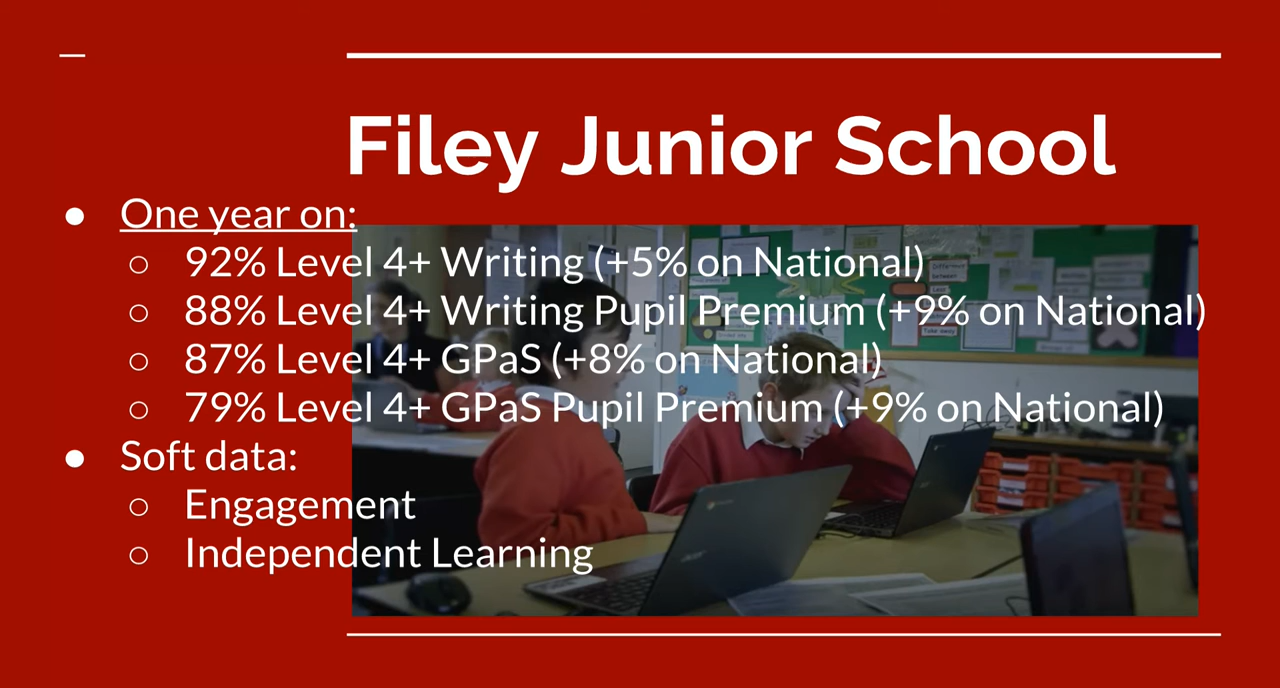 Filey Junior School
● One year on:
○ 92% Level 4+ Writing (+5% on National)
○ 88% Level 4+ Writing Pupil Premium (+9% on National)
○ 87% Level 4+ GPaS (+8% on National)
○ 79% Level 4+ GPaS Pupil Premium (+9% on National)
● Soft data:
○ Engagement
○ Independent Learning